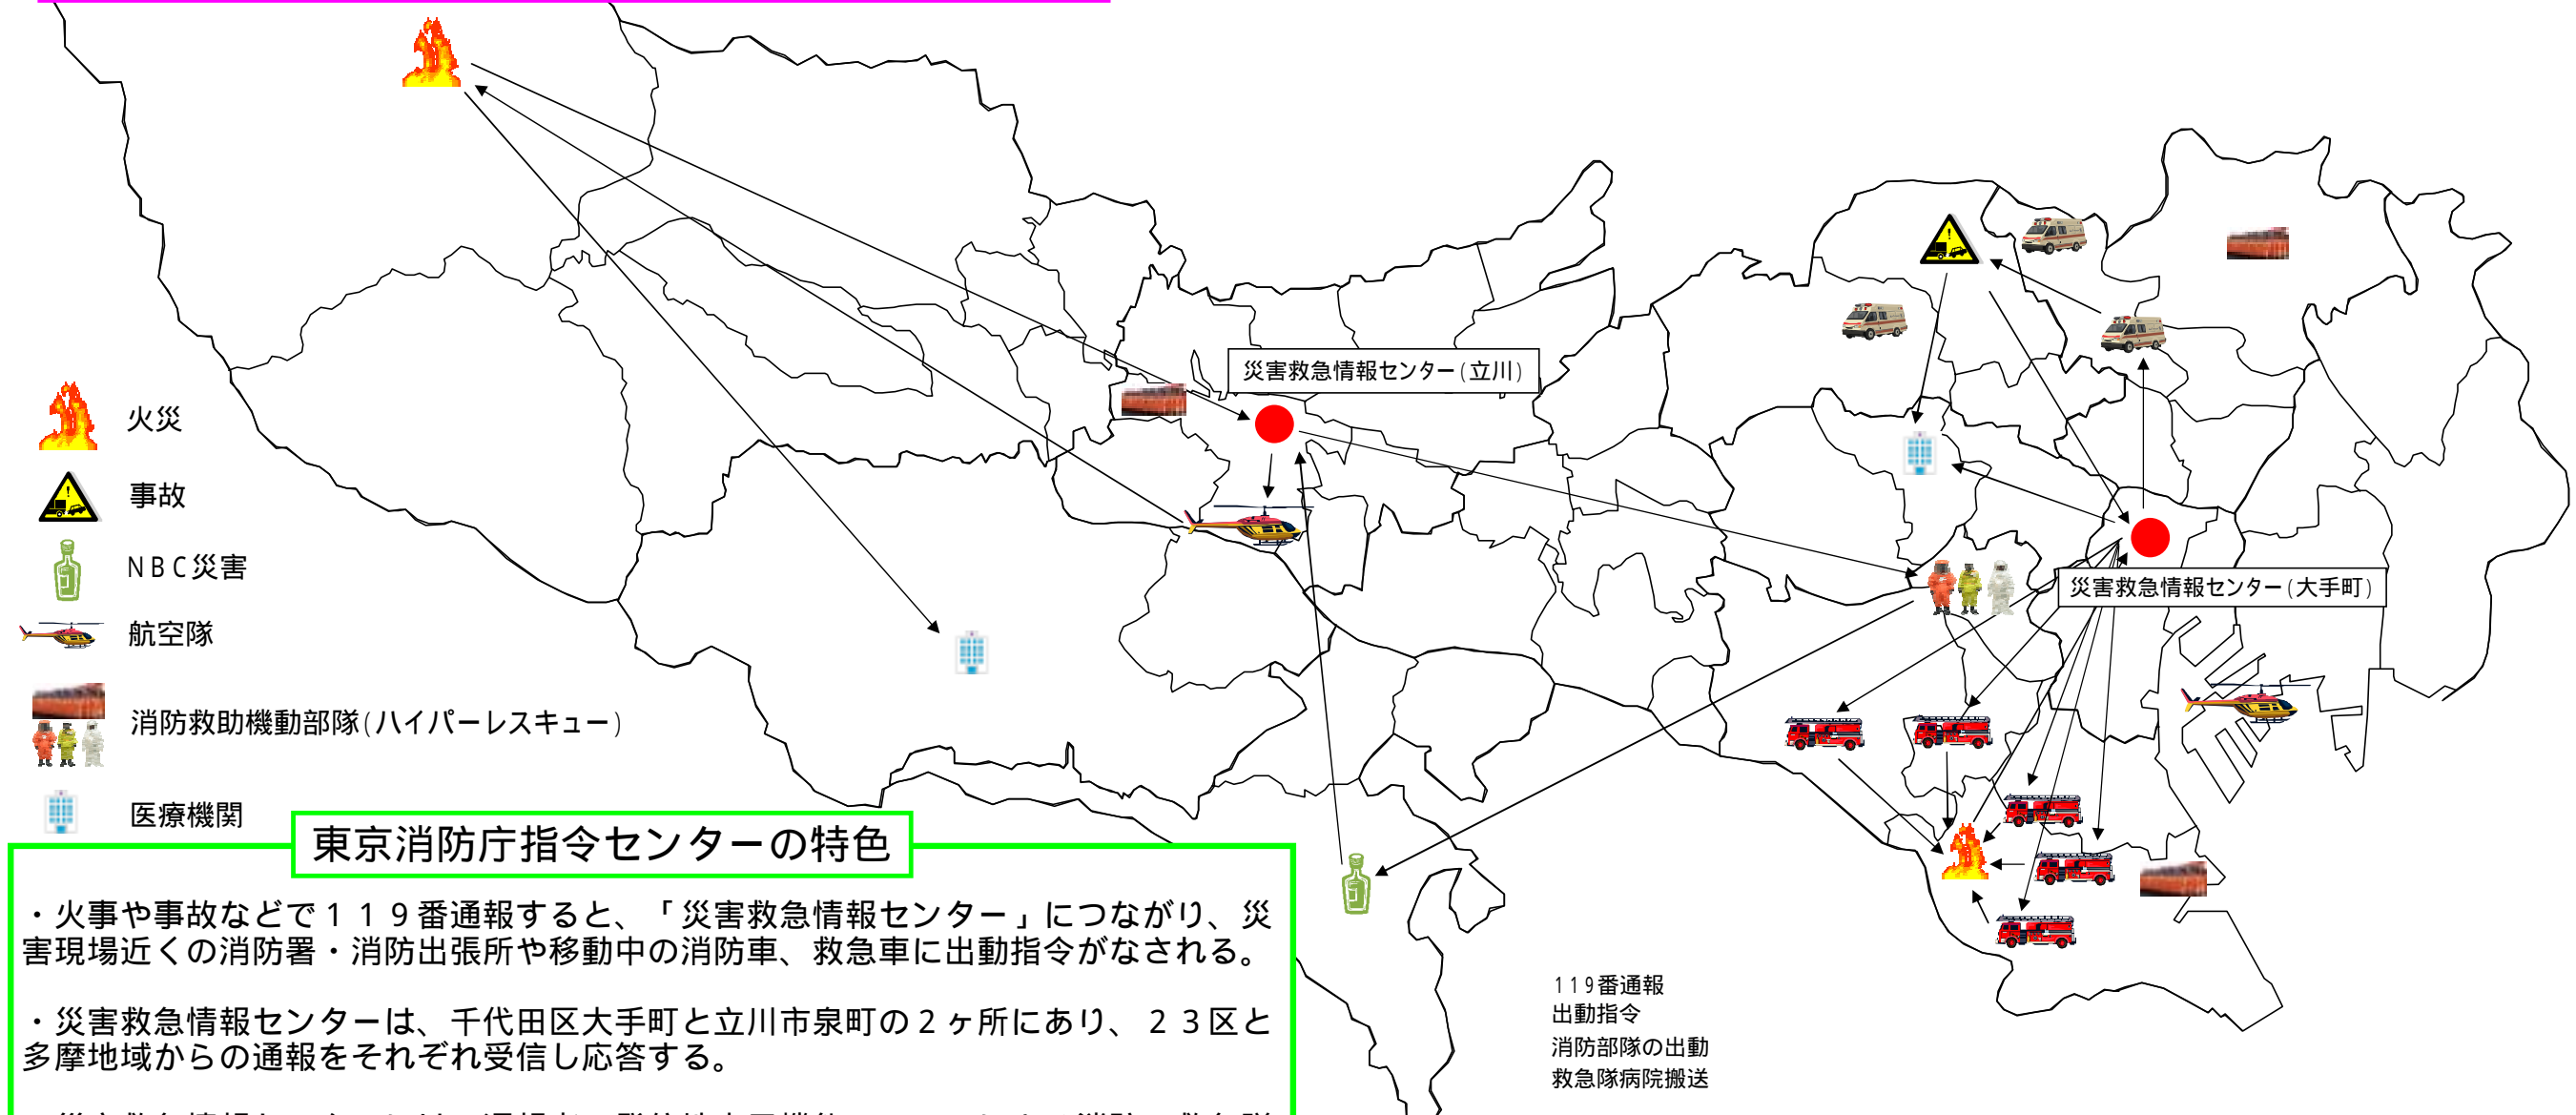 災害救急情報センター(立川)
災害救急情報センター(大手町)
火災
事故
NBC災害
航空隊
消防救助機動部隊(ハイパーレスキュー)
医療機関
東京消防庁指令センターの特色
・火事や事故などで119番通報すると、「災害救急情報センター」につながり、災
害現場近くの消防署・消防出張所や移動中の消防車、救急車に出動指令がなされる。
・災害救急情報センターは、千代田区大手町と立川市泉町の2ヶ所にあり、23区と
多摩地域からの通報をそれぞれ受信し応答する。
119番通報
出動指令
消防部隊の出動
救急隊病院搬送